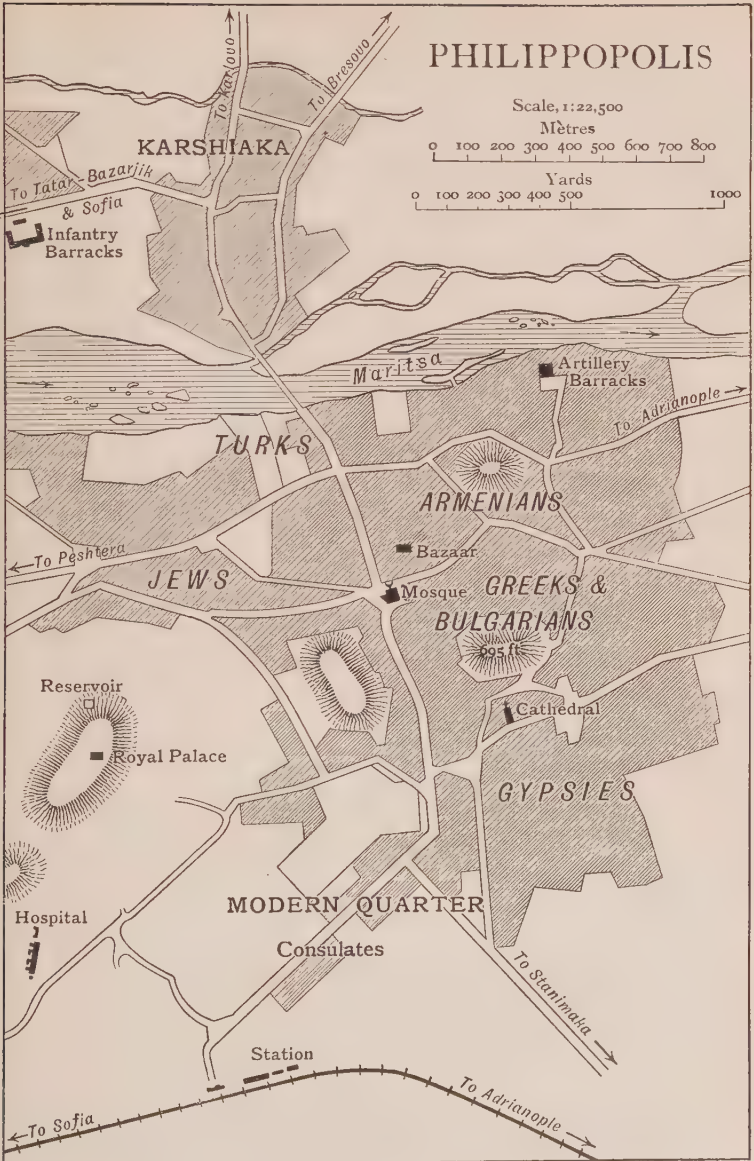 PHILIPPOPOLIS
Scale, 1:22,500
Mètres
0 100 200 300 400 500 600 700 800
Yards
0 100 200 300 400 500 1000
To Karlovo
To Bresovo
KARSHIAKA
To Tatar-Bazarjik
& Sofia
Infantry
Barracks
Maritsa
Artillery
Barracks
To Adrianople
TURKS
ARMENIANS
To Peshtera
Bazaar
JEWS
Mosque
GREEKS &
BULGARIANS
695 ft.
Reservoir
Cathedral
Royal Palace
GYPSIES
MODERN QUARTER
Hospital
Consulates
To Stanimaka
Station
To Sofia
To Adrianople